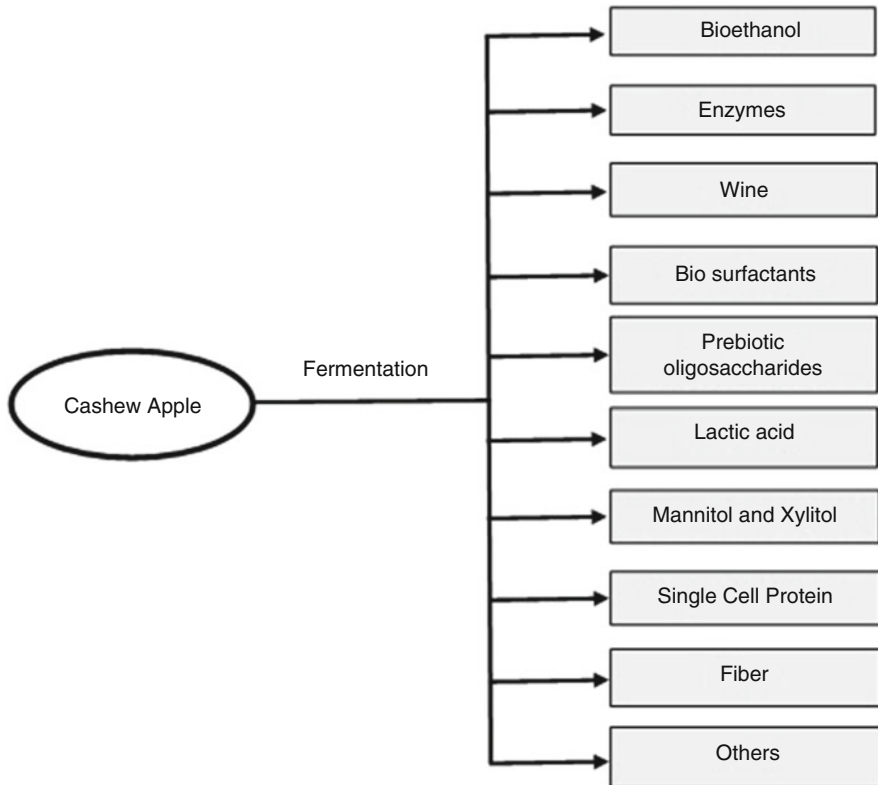 Bioethanol
Enzymes
Wine
Bio surfactants
Prebiotic
oligosaccharides
Fermentation
Cashew Apple
Lactic acid
Mannitol and Xylitol
Single Cell Protein
Fiber
Others